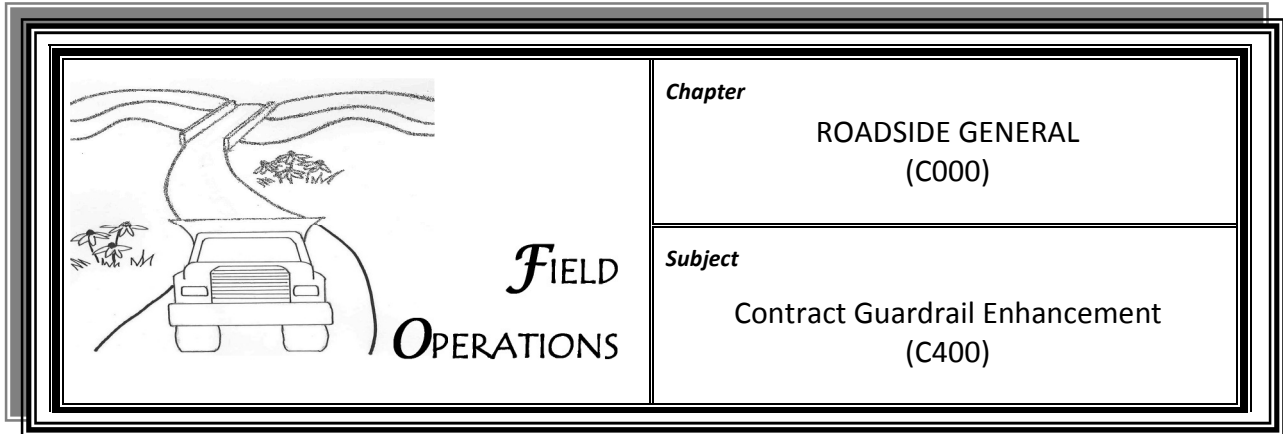 FIELD
OPERATIONS
Chapter
ROADSIDE GENERAL
(C000)
Subject
Contract Guardrail Enhancement
(C400)